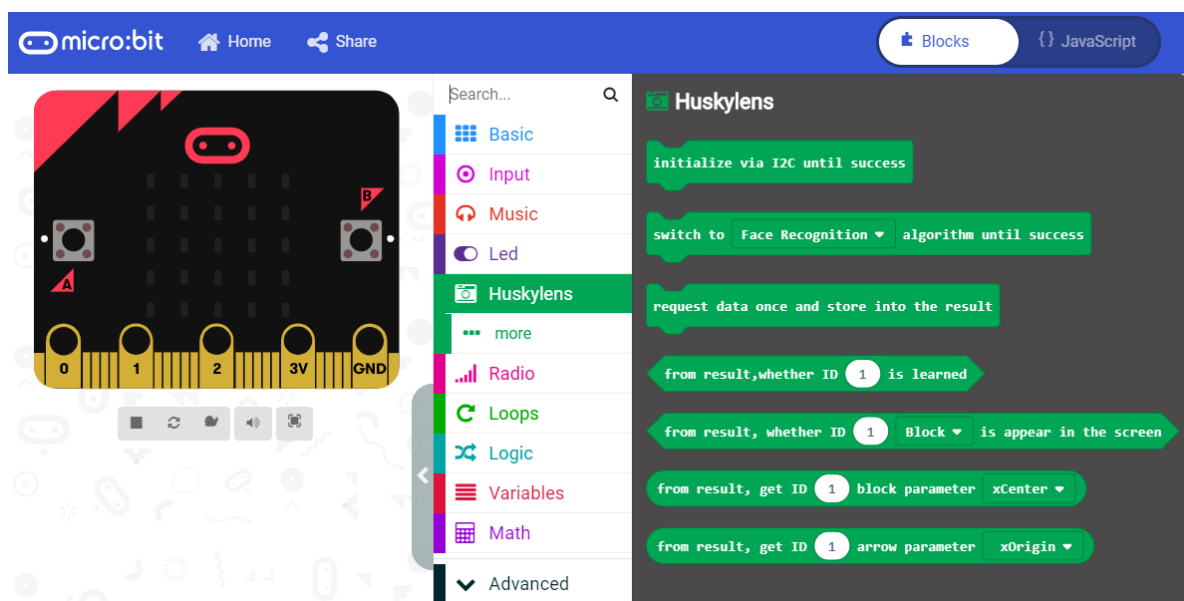 micro:bit Home Share Blocks {} JavaScript
Search...
Basic
Input
Music
Led
Huskylens
more
Radio
Loops
Logic
Variables
Math
Advanced
B
A
0 1 2 3V GND
Huskylens
initialize via I2C until success
switch to Face Recognition algorithm until success
request data once and store into the result
from result,whether ID 1 is learned
from result, whether ID 1 Block is appear in the screen
from result, get ID 1 block parameter xCenter
from result, get ID 1 arrow parameter xOrigin